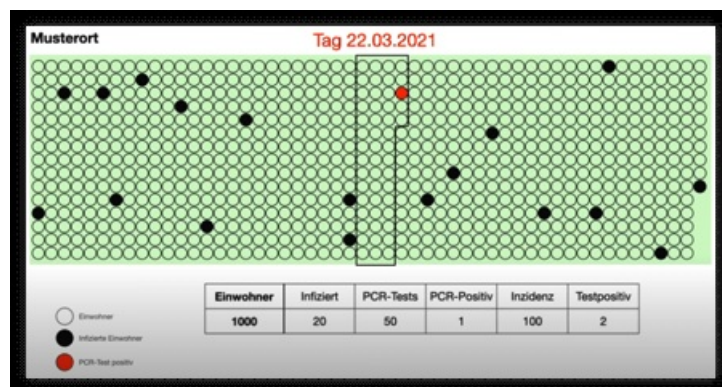 Musterort
Tag 22.03.2021
Einwohner Infiziert PCR-Tests PCR-Positiv Inzidenz Testpositiv
1000 20 50 1 100 2
Einwohner
Infizierte Einwohner
PCR-Test positiv